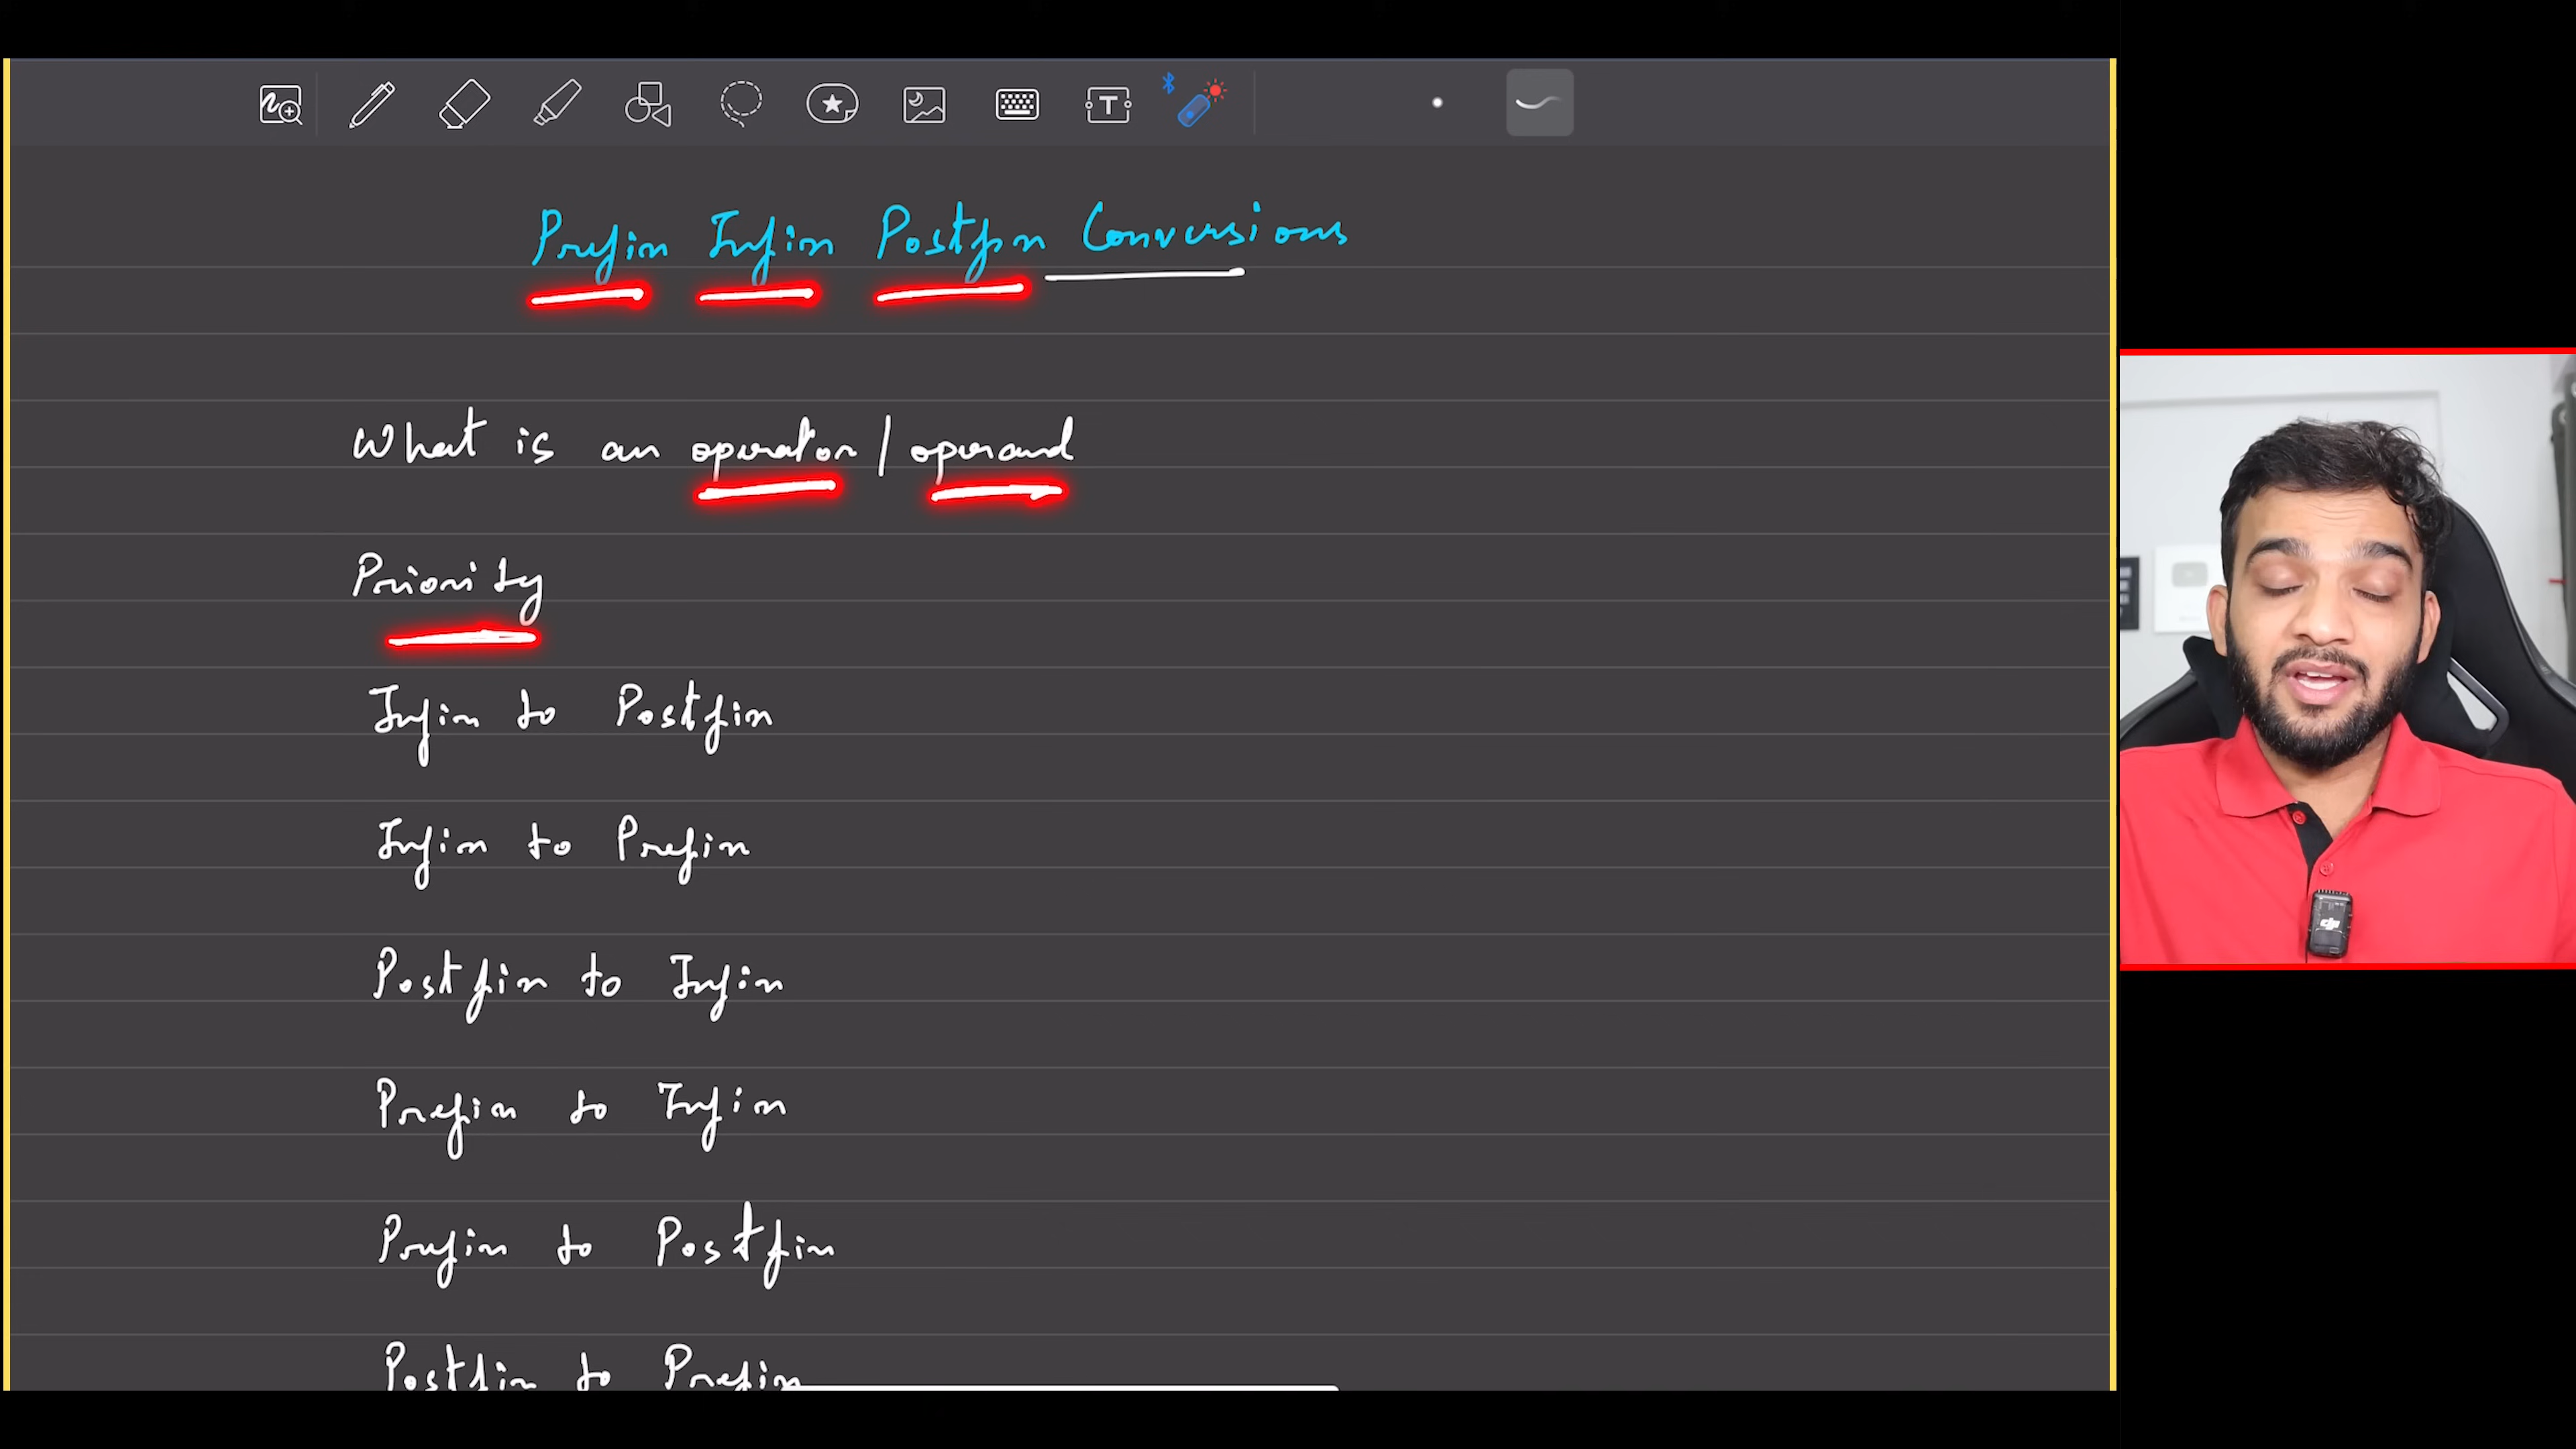 Prefix Infix Postfix Conversions
What is an operator / operand
Priority
Infix to Postfix
Infix to Prefix
Postfix to Infix
Prefix to Infix
Prefix to Postfix
Postfix to Prefix